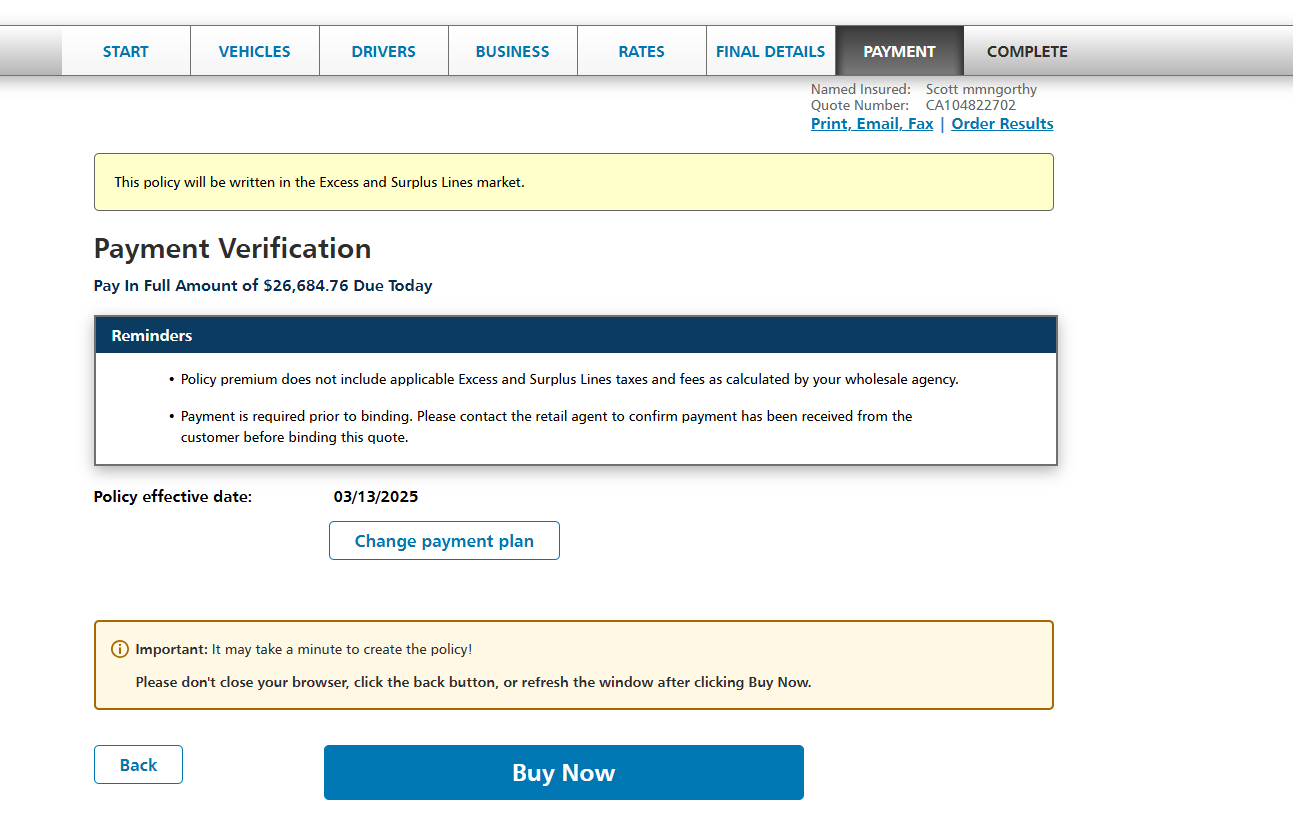 START VEHICLES DRIVERS BUSINESS RATES FINAL DETAILS PAYMENT COMPLETE
Named Insured: Scott mmngorthy
Quote Number: CA104822702
Print, Email, Fax | Order Results
This policy will be written in the Excess and Surplus Lines market.
Payment Verification
Pay In Full Amount of $26,684.76 Due Today
Reminders
• Policy premium does not include applicable Excess and Surplus Lines taxes and fees as calculated by your wholesale agency.
• Payment is required prior to binding. Please contact the retail agent to confirm payment has been received from the
customer before binding this quote.
Policy effective date: 03/13/2025
Change payment plan
Important: It may take a minute to create the policy!
Please don't close your browser, click the back button, or refresh the window after clicking Buy Now.
Back Buy Now